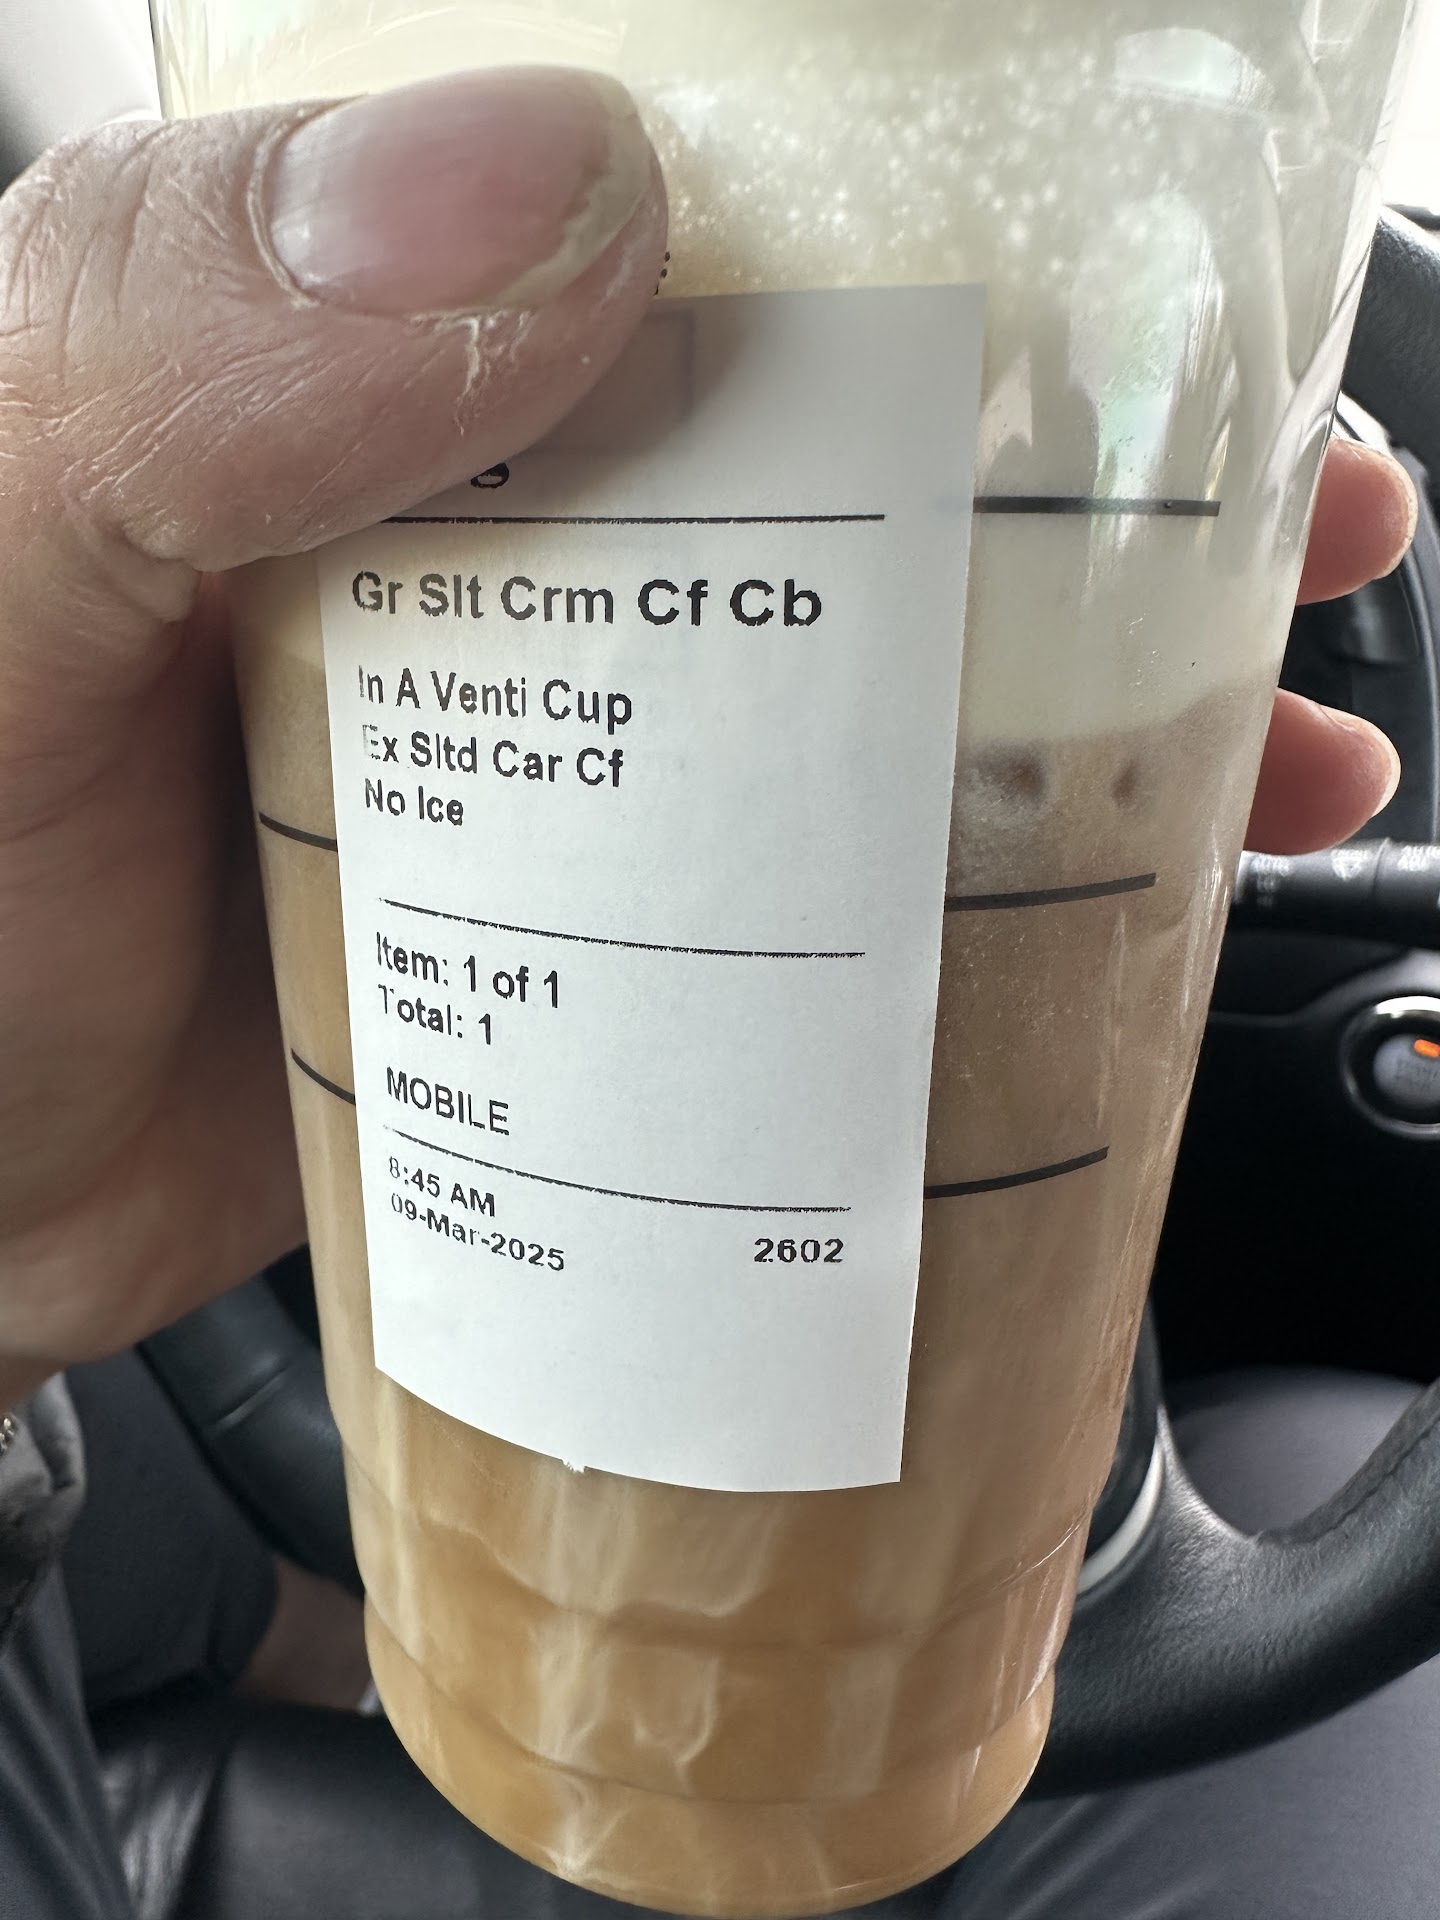 Gr Slt Crm Cf Cb
In A Venti Cup
Ex Sltd Car Cf
No Ice
Item: 1 of 1
Total: 1
MOBILE
8:45 AM
09-Mar-2025 2602